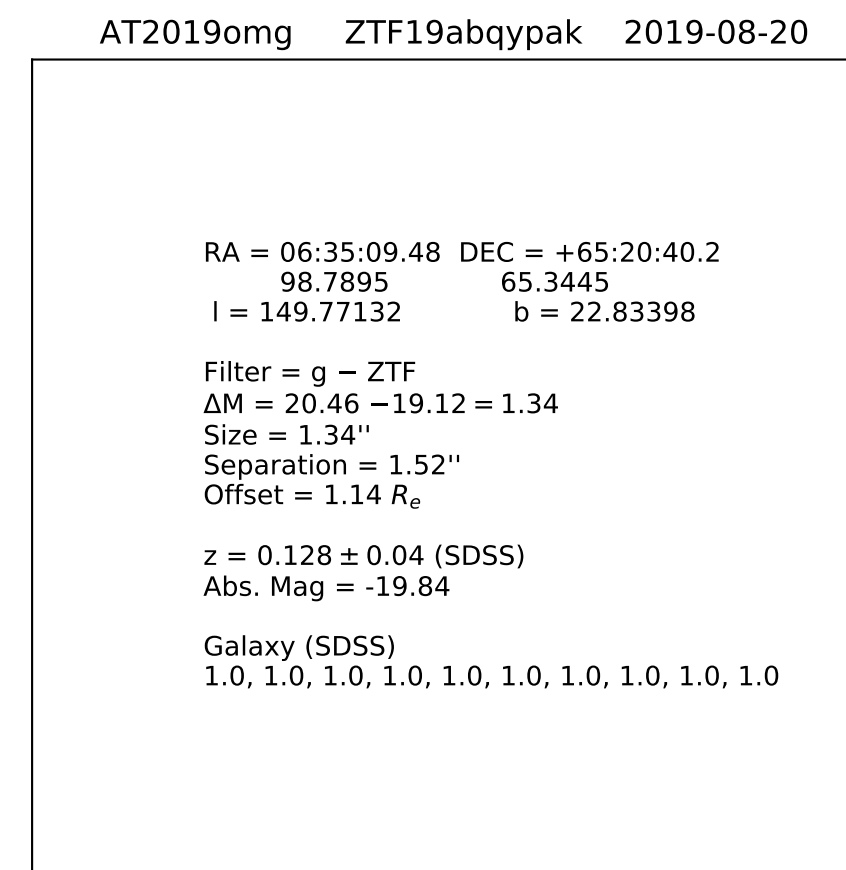 AT2019omg ZTF19abqypak 2019-08-20
RA = 06:35:09.48 DEC = +65:20:40.2
98.7895 65.3445
l = 149.77132 b = 22.83398
Filter = g − ZTF
ΔM = 20.46 −19.12 = 1.34
Size = 1.34''
Separation = 1.52''
Offset = 1.14 Rₑ
z = 0.128 ± 0.04 (SDSS)
Abs. Mag = -19.84
Galaxy (SDSS)
1.0, 1.0, 1.0, 1.0, 1.0, 1.0, 1.0, 1.0, 1.0, 1.0